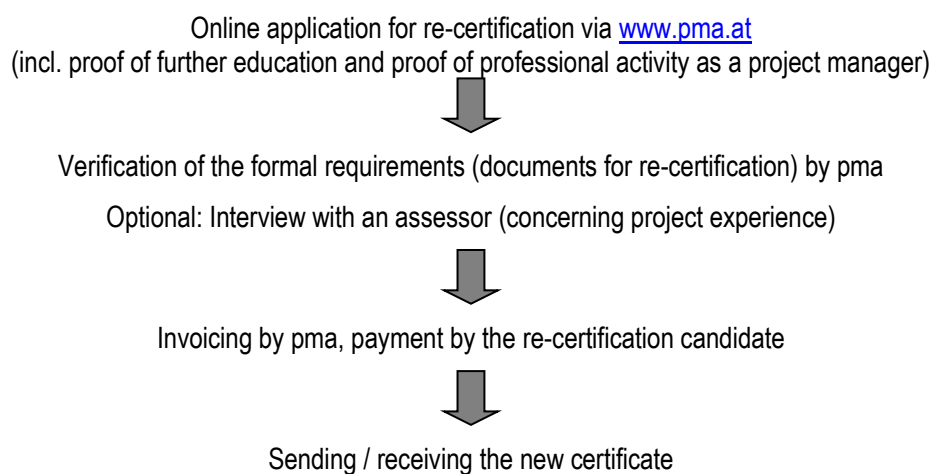 Online application for re-certification via www.pma.at
(incl. proof of further education and proof of professional activity as a project manager)
Verification of the formal requirements (documents for re-certification) by pma
Optional: Interview with an assessor (concerning project experience)
Invoicing by pma, payment by the re-certification candidate
Sending / receiving the new certificate